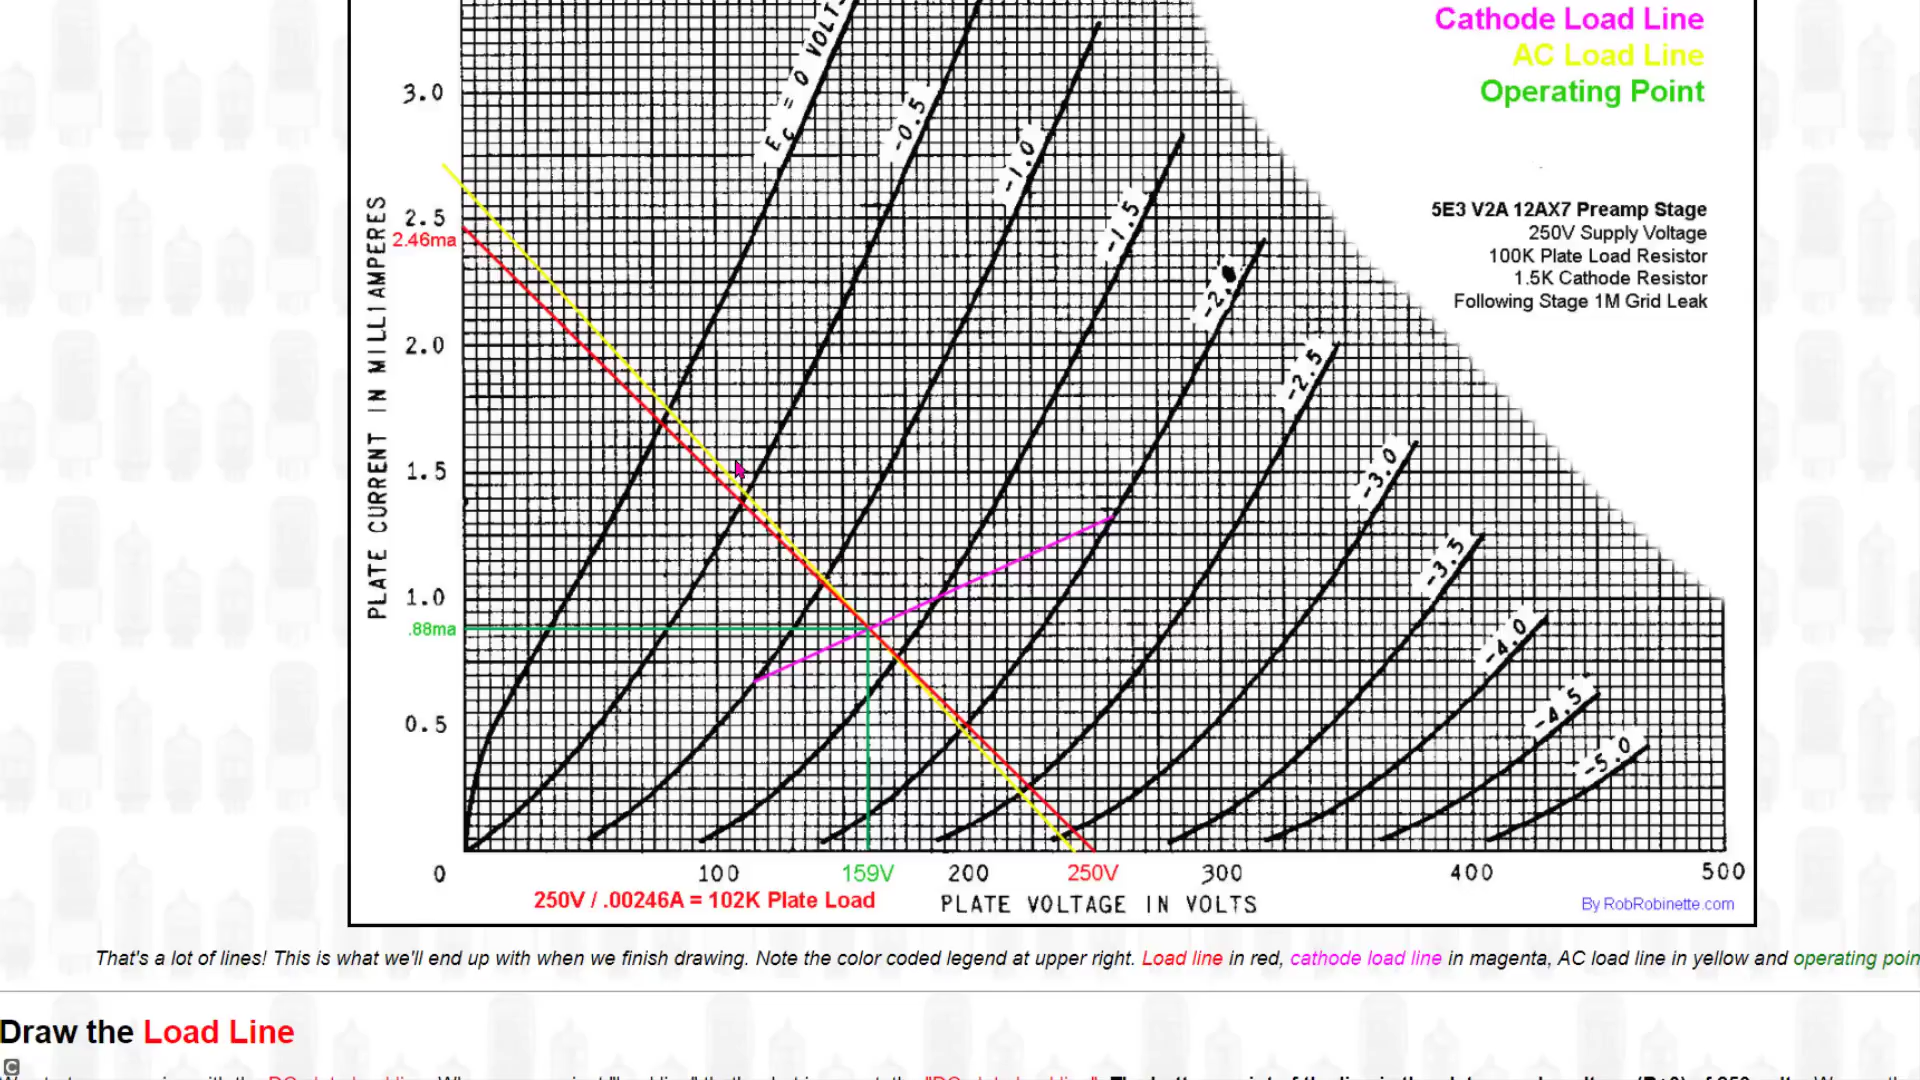 Cathode Load Line
AC Load Line
Operating Point
5E3 V2A 12AX7 Preamp Stage
250V Supply Voltage
100K Plate Load Resistor
1.5K Cathode Resistor
Following Stage 1M Grid Leak
PLATE CURRENT IN MILLIAMPERES
3.0
2.5
2.46ma
2.0
1.5
1.0
.88ma
0.5
Ec = 0 VOLTS
-0.5
-1.0
-1.5
-2.0
-2.5
-3.0
-3.5
-4.0
-4.5
-5.0
0 100 159V 200 250V 300 400 500
250V / .00246A = 102K Plate Load
PLATE VOLTAGE IN VOLTS
By RobRobinette.com
That's a lot of lines! This is what we'll end up with when we finish drawing. Note the color coded legend at upper right. Load line in red, cathode load line in magenta, AC load line in yellow and operating poin
Draw the Load Line